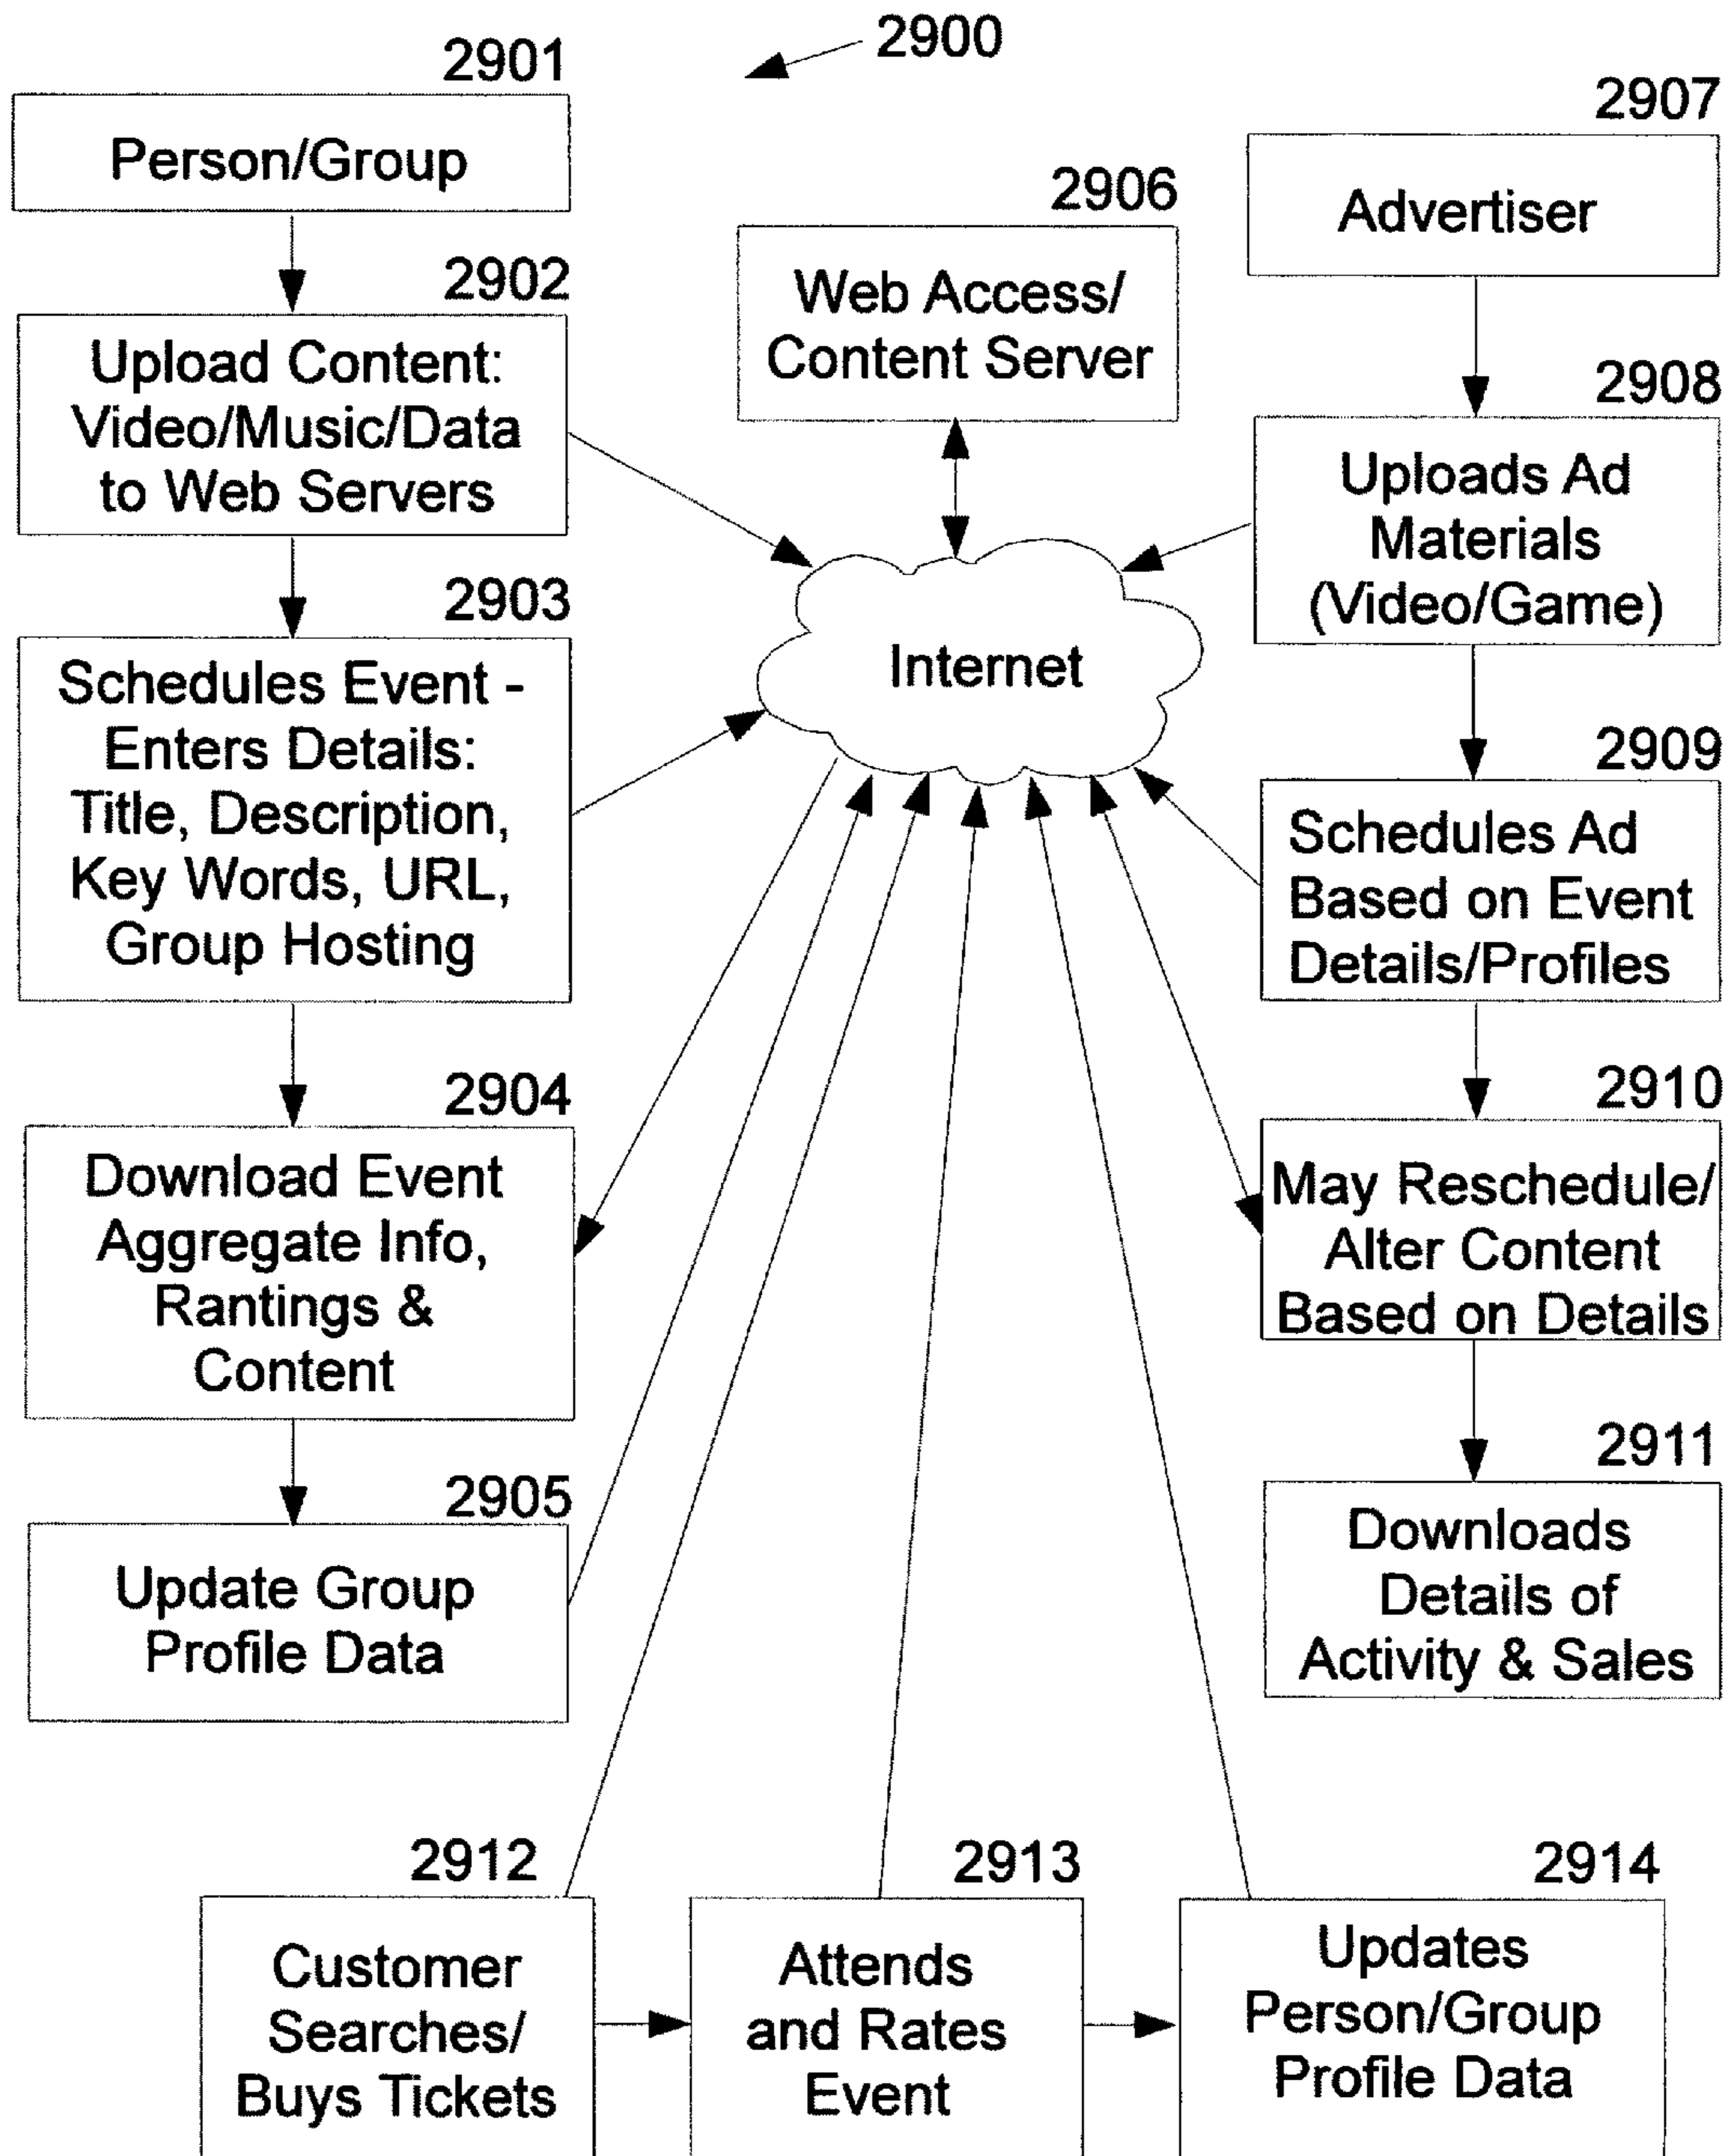 2900
2901
Person/Group
2902
Upload Content:
Video/Music/Data
to Web Servers
2903
Schedules Event -
Enters Details:
Title, Description,
Key Words, URL,
Group Hosting
2904
Download Event
Aggregate Info,
Rantings &
Content
2905
Update Group
Profile Data
2906
Web Access/
Content Server
Internet
2907
Advertiser
2908
Uploads Ad
Materials
(Video/Game)
2909
Schedules Ad
Based on Event
Details/Profiles
2910
May Reschedule/
Alter Content
Based on Details
2911
Downloads
Details of
Activity & Sales
2912
Customer
Searches/
Buys Tickets
2913
Attends
and Rates
Event
2914
Updates
Person/Group
Profile Data